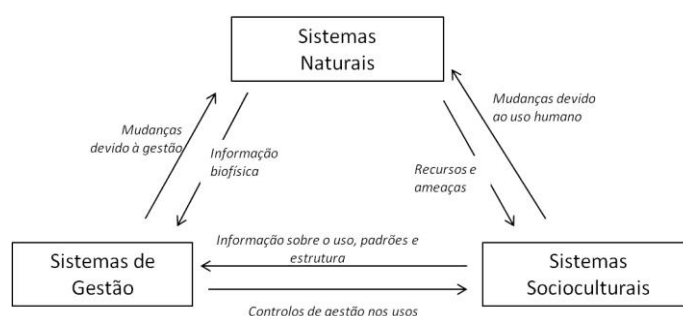 Sistemas
Naturais
Mudanças devido
ao uso humano
Mudanças
devido à gestão
Informação
biofísica
Recursos e
ameaças
Informação sobre o uso, padrões e
estrutura
Sistemas de
Gestão
Sistemas
Socioculturais
Controlos de gestão nos usos